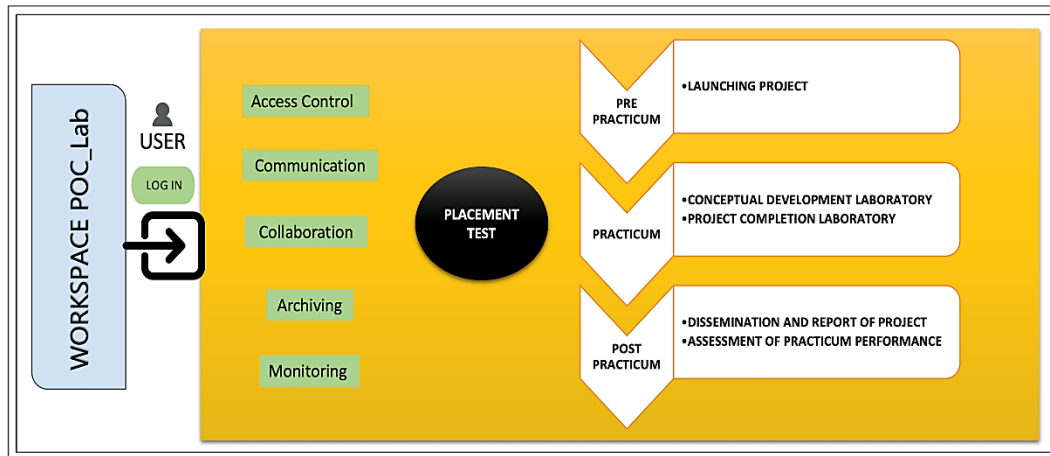 WORKSPACE POC_Lab
USER
LOG IN
Access Control
Communication
Collaboration
Archiving
Monitoring
PLACEMENT
TEST
PRE
PRACTICUM
•LAUNCHING PROJECT
PRACTICUM
•CONCEPTUAL DEVELOPMENT LABORATORY
•PROJECT COMPLETION LABORATORY
POST
PRACTICUM
•DISSEMINATION AND REPORT OF PROJECT
•ASSESSMENT OF PRACTICUM PERFORMANCE